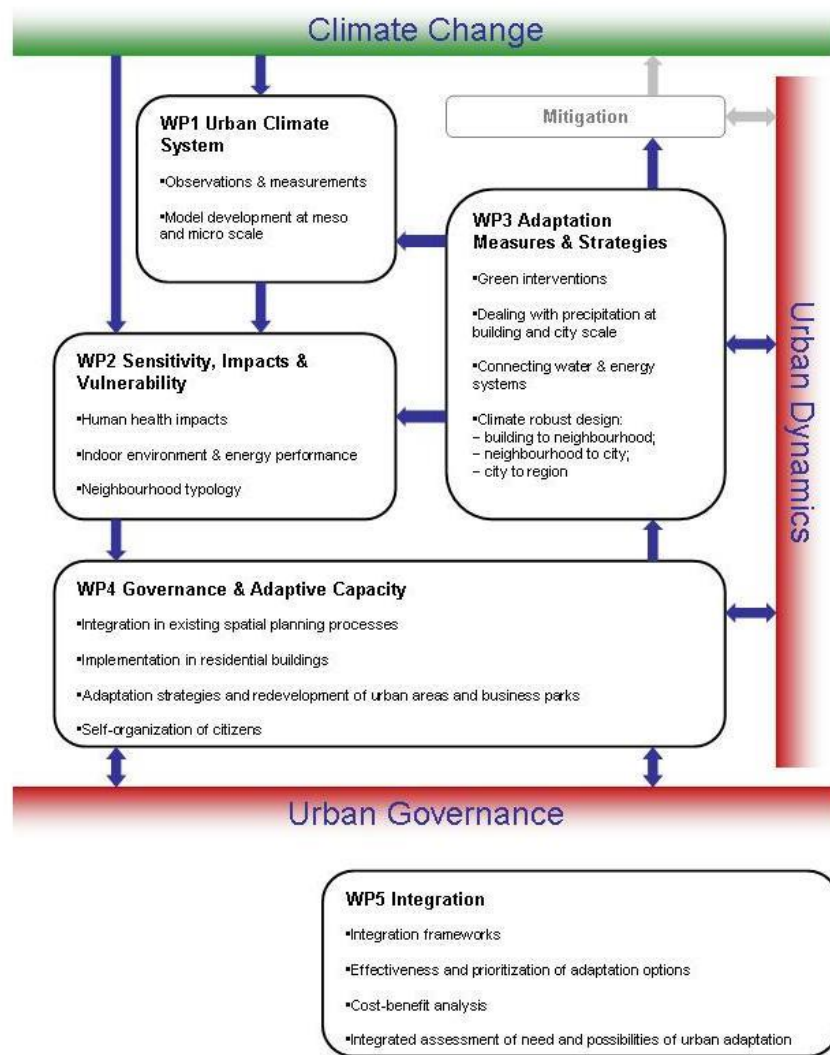 Climate Change
WP1 Urban Climate
System
▪Observations & measurements
▪Model development at meso
and micro scale
Mitigation
WP3 Adaptation
Measures & Strategies
▪Green interventions
▪Dealing with precipitation at
building and city scale
▪Connecting water & energy
systems
▪Climate robust design:
– building to neighbourhood;
– neighbourhood to city;
– city to region
WP2 Sensitivity, Impacts &
Vulnerability
▪Human health impacts
▪Indoor environment & energy performance
▪Neighbourhood typology
Urban Dynamics
WP4 Governance & Adaptive Capacity
▪Integration in existing spatial planning processes
▪Implementation in residential buildings
▪Adaptation strategies and redevelopment of urban areas and business parks
▪Self-organization of citizens
Urban Governance
WP5 Integration
▪Integration frameworks
▪Effectiveness and prioritization of adaptation options
▪Cost-benefit analysis
▪Integrated assessment of need and possibilities of urban adaptation